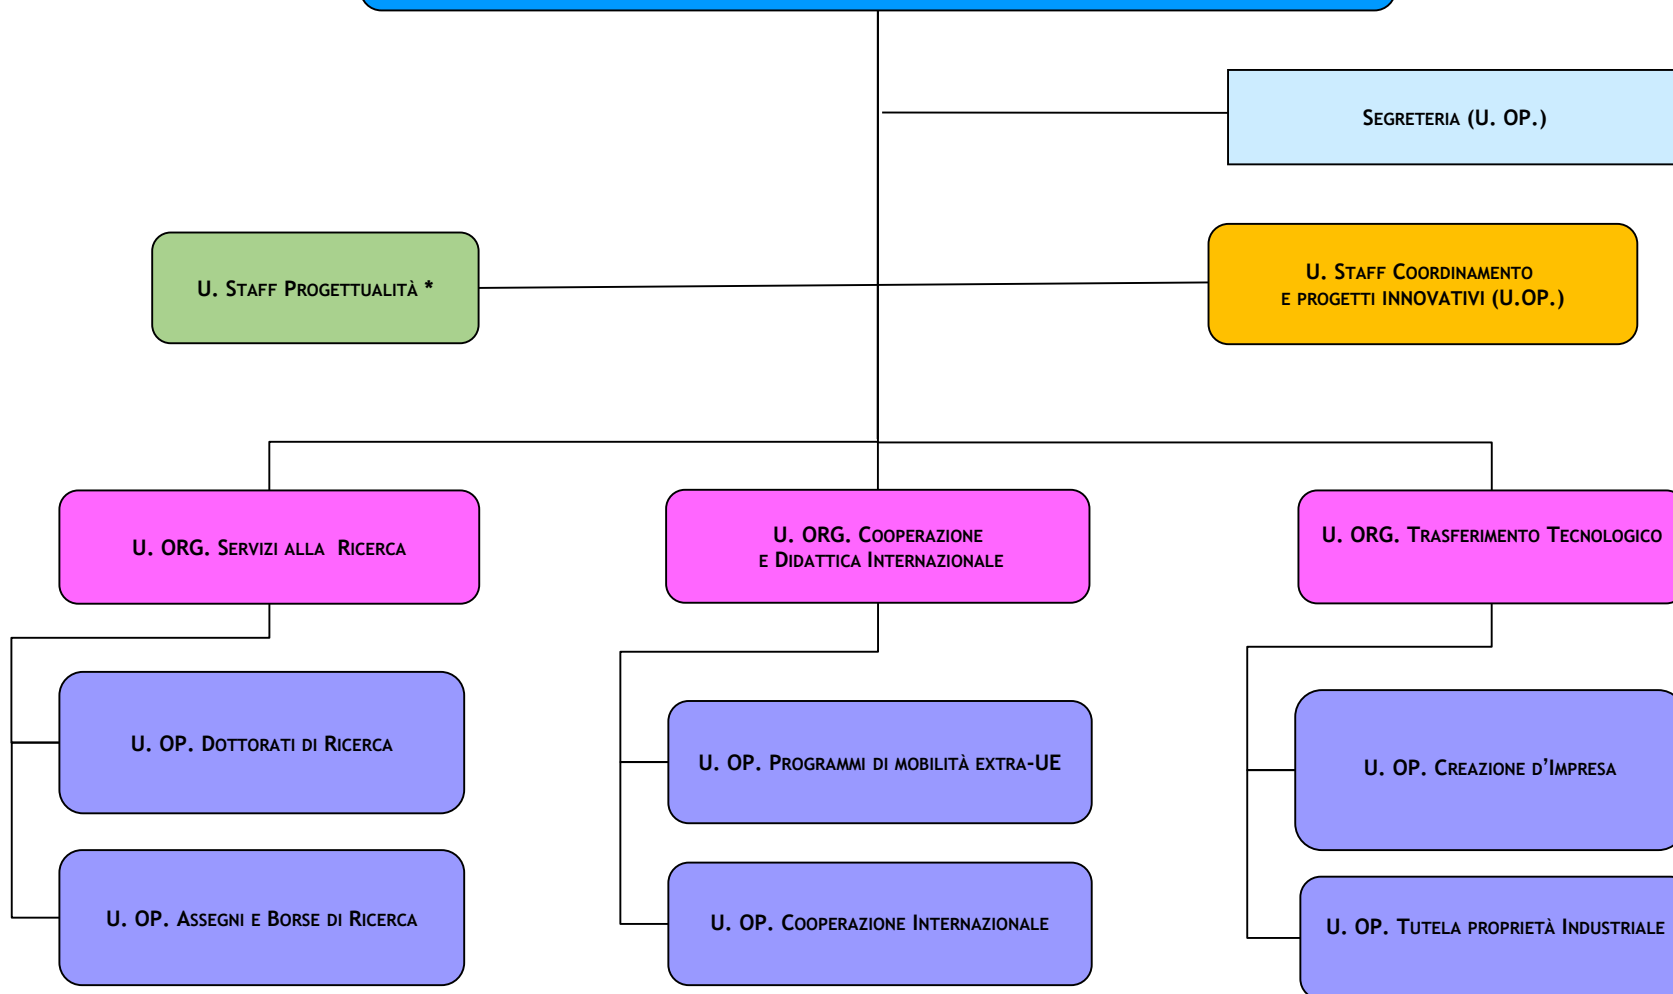 Segreteria (U. OP.)
U. Staff Progettualità *
U. Staff Coordinamento
e progetti innovativi (U.OP.)
U. ORG. Servizi alla Ricerca
U. ORG. Cooperazione
e Didattica Internazionale
U. ORG. Trasferimento Tecnologico
U. OP. Dottorati di Ricerca
U. OP. Programmi di mobilità extra-UE
U. OP. Creazione d’Impresa
U. OP. Assegni e Borse di Ricerca
U. OP. Cooperazione Internazionale
U. OP. Tutela proprietà Industriale